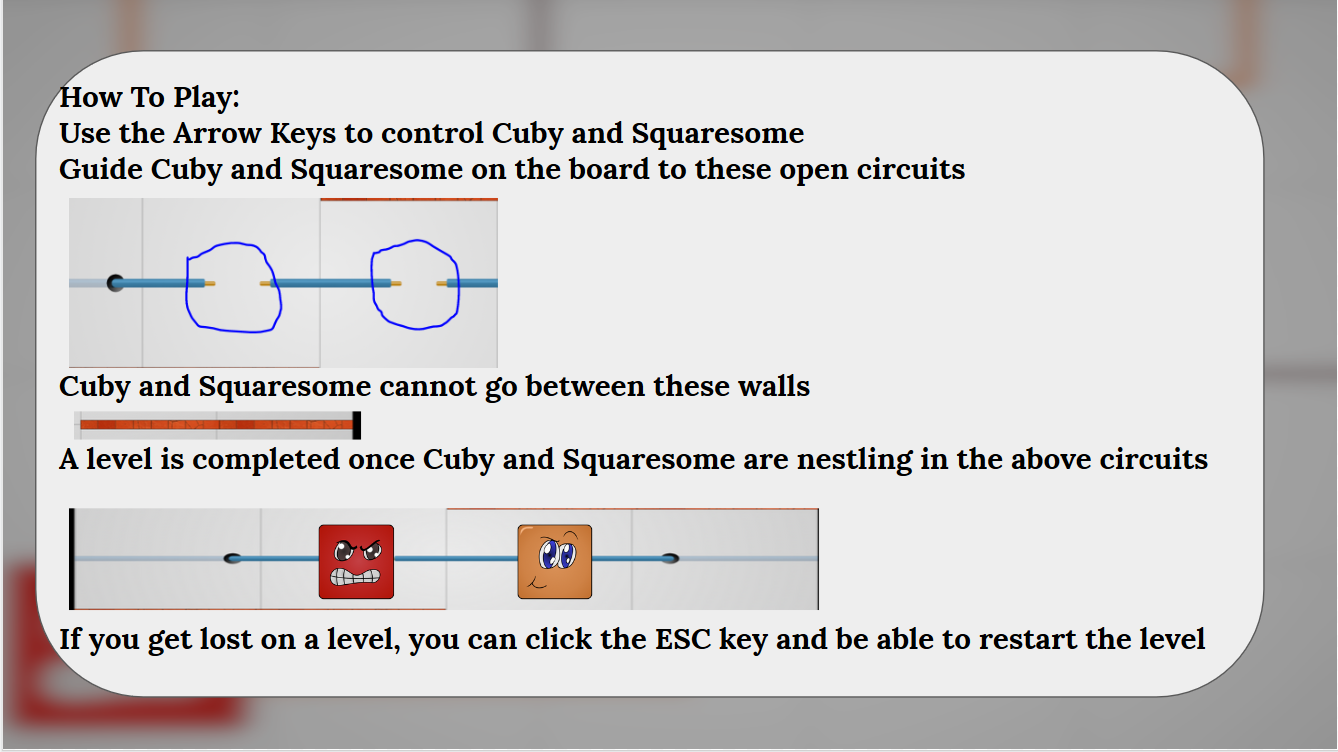 How To Play:
Use the Arrow Keys to control Cuby and Squaresome
Guide Cuby and Squaresome on the board to these open circuits
Cuby and Squaresome cannot go between these walls
A level is completed once Cuby and Squaresome are nestling in the above circuits
If you get lost on a level, you can click the ESC key and be able to restart the level